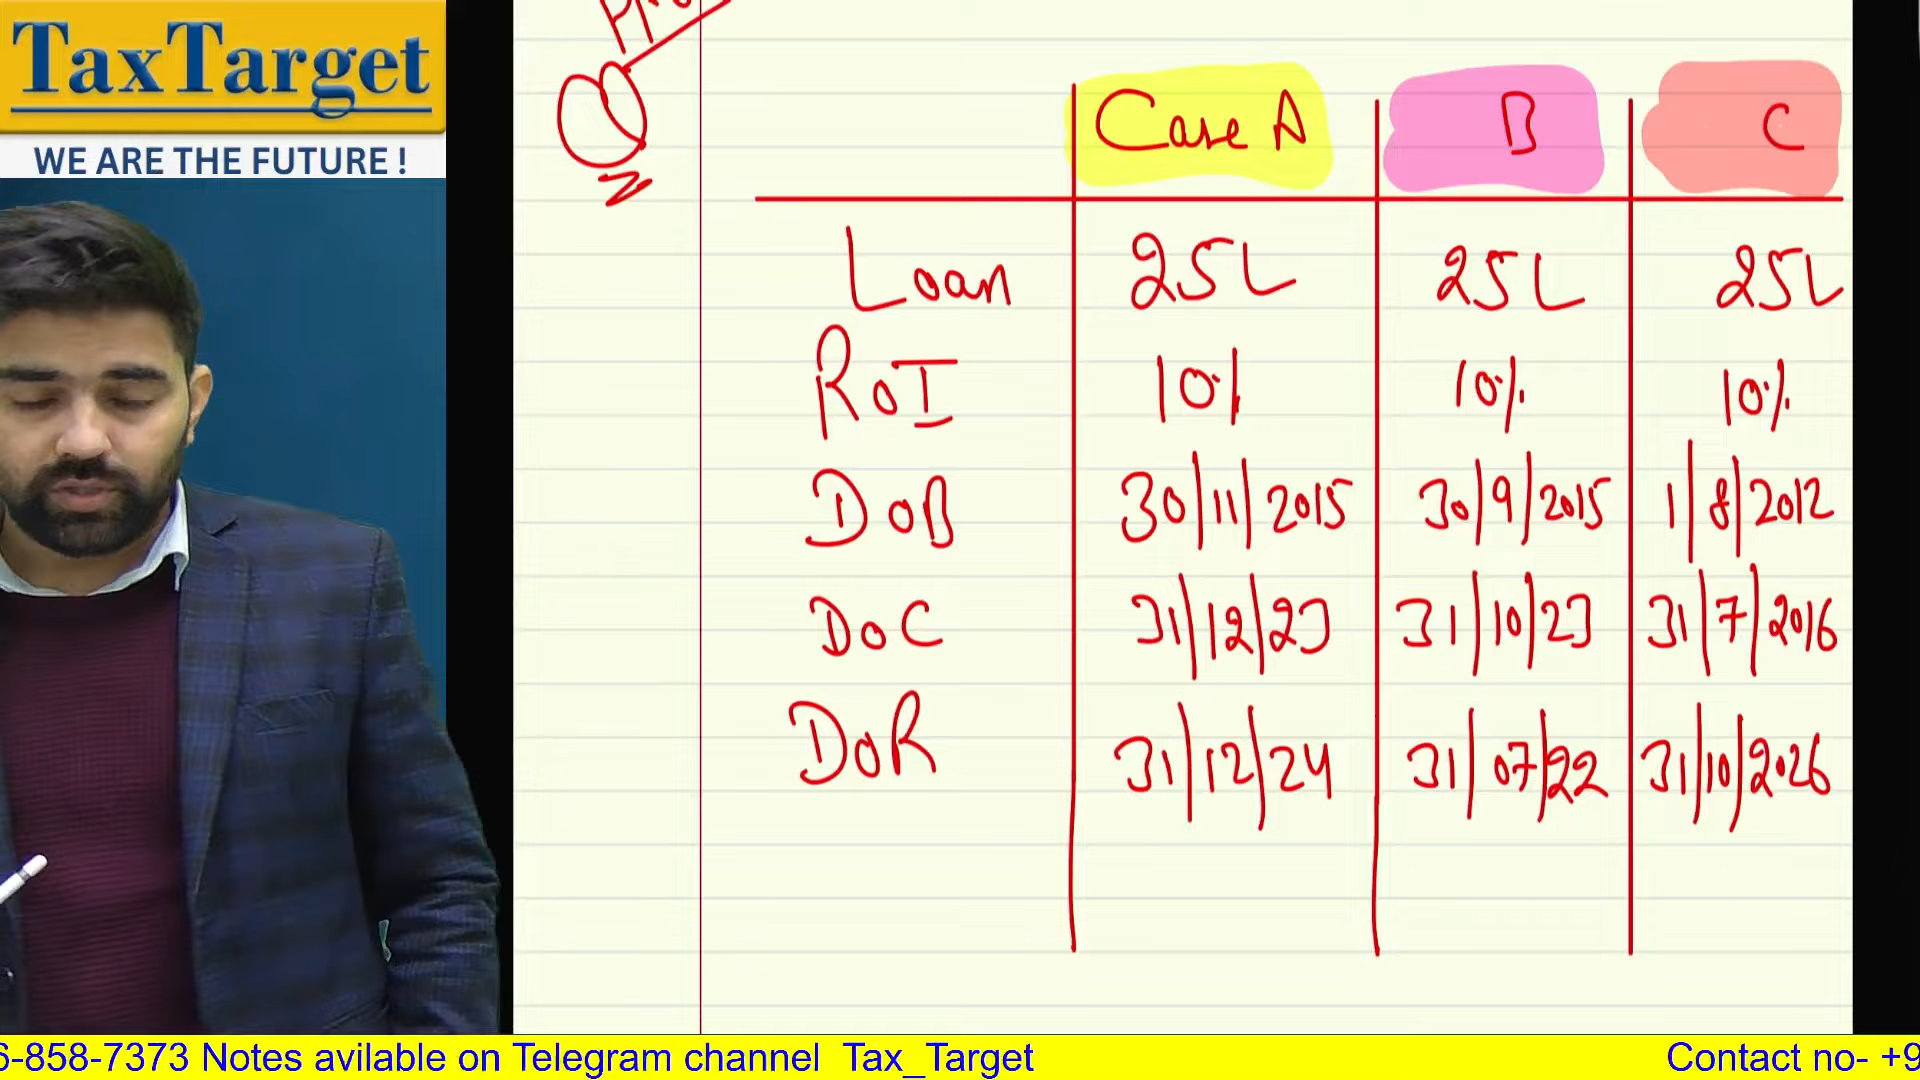 TaxTarget
WE ARE THE FUTURE !
Q
Case A B C
Loan 25L 25L 25L
RoI 10% 10% 10%
DoB 30/11/2015 30/9/2015 1/8/2012
DoC 31/12/23 31/10/23 31/7/2016
DoR 31/12/24 31/07/22 31/10/2026
6-858-7373 Notes avilable on Telegram channel Tax_Target Contact no- +9